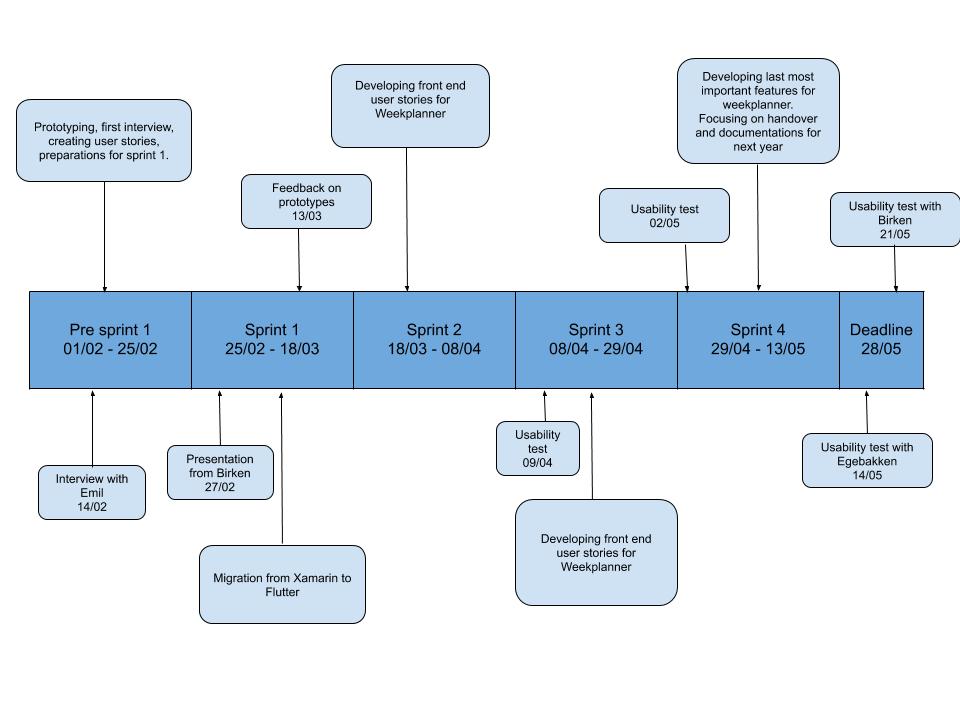 Developing front end
user stories for
Weekplanner
Developing last most
important features for
weekplanner.
Focusing on handover
and documentations for
next year
Prototyping, first interview,
creating user stories,
preparations for sprint 1.
Feedback on
prototypes
13/03
Usability test
02/05
Usability test with
Birken
21/05
Pre sprint 1
01/02 - 25/02
Sprint 1
25/02 - 18/03
Sprint 2
18/03 - 08/04
Sprint 3
08/04 - 29/04
Sprint 4
29/04 - 13/05
Deadline
28/05
Interview with
Emil
14/02
Presentation
from Birken
27/02
Usability
test
09/04
Usability test with
Egebakken
14/05
Migration from Xamarin to
Flutter
Developing front end
user stories for
Weekplanner